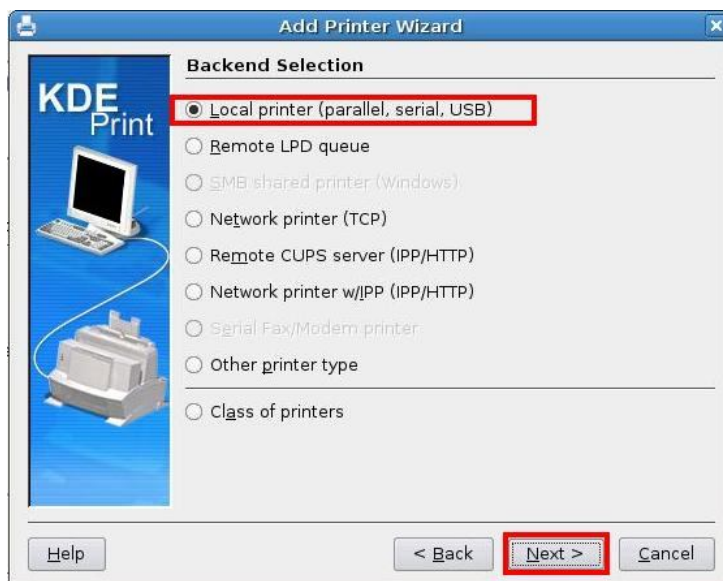 Add Printer Wizard
KDE
Print
Backend Selection
Local printer (parallel, serial, USB)
Remote LPD queue
SMB shared printer (Windows)
Network printer (TCP)
Remote CUPS server (IPP/HTTP)
Network printer w/IPP (IPP/HTTP)
Serial Fax/Modem printer
Other printer type
Class of printers
Help
< Back
Next >
Cancel